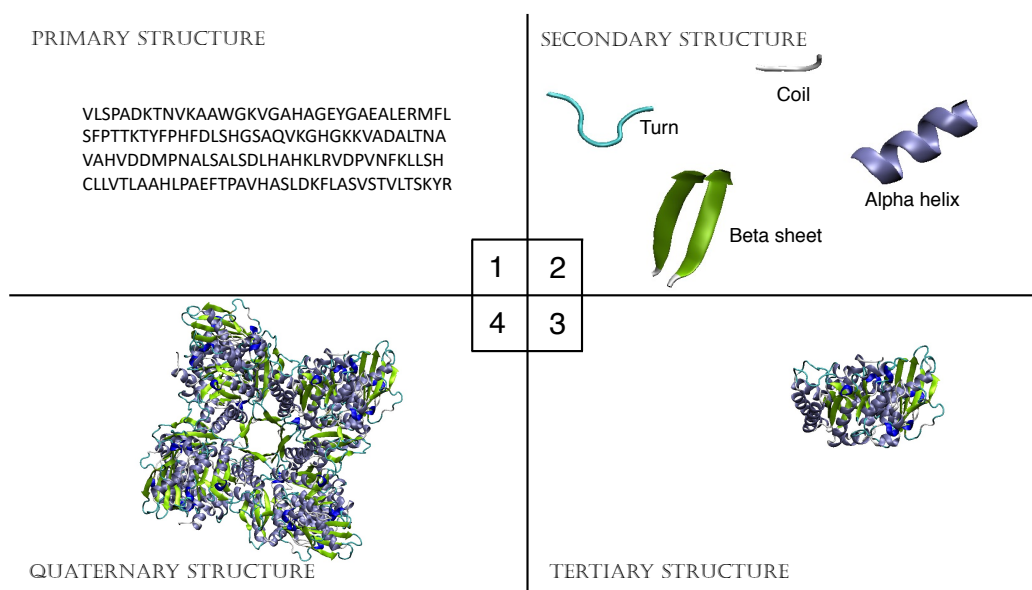 PRIMARY STRUCTURE
VLSPADKTNVKAAWGKVGAHAGEYGAEALERMFL
SFPTTKTYFPHFDLSHGSAQVKGHGKKVADALTNA
VAHVDDMPNALSALSDLHAHKLRVDPVNFKLLSH
CLLVTLAAHLPAEFTPAVHASLDKFLASVSTVLTSKYR
SECONDARY STRUCTURE
Coil
Turn
Alpha helix
Beta sheet
1
2
4
3
QUATERNARY STRUCTURE
TERTIARY STRUCTURE